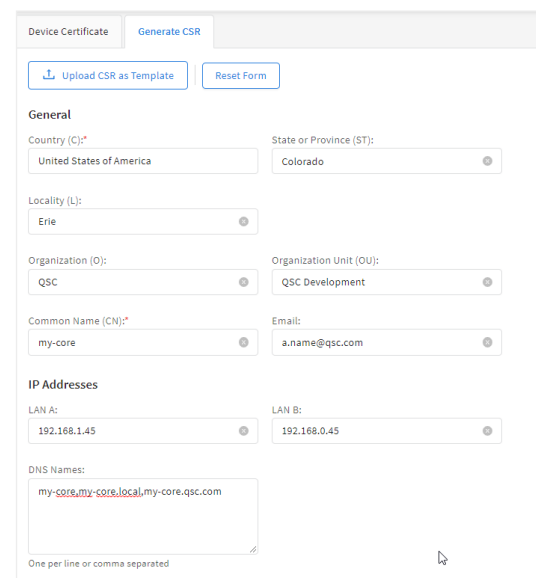 Device Certificate
Generate CSR
Upload CSR as Template
Reset Form
General
Country (C):*
State or Province (ST):
United States of America
Colorado
Locality (L):
Erie
Organization (O):
Organization Unit (OU):
QSC
QSC Development
Common Name (CN):*
Email:
my-core
a.name@qsc.com
IP Addresses
LAN A:
LAN B:
192.168.1.45
192.168.0.45
DNS Names:
my-core,my-core.local,my-core.qsc.com
One per line or comma separated